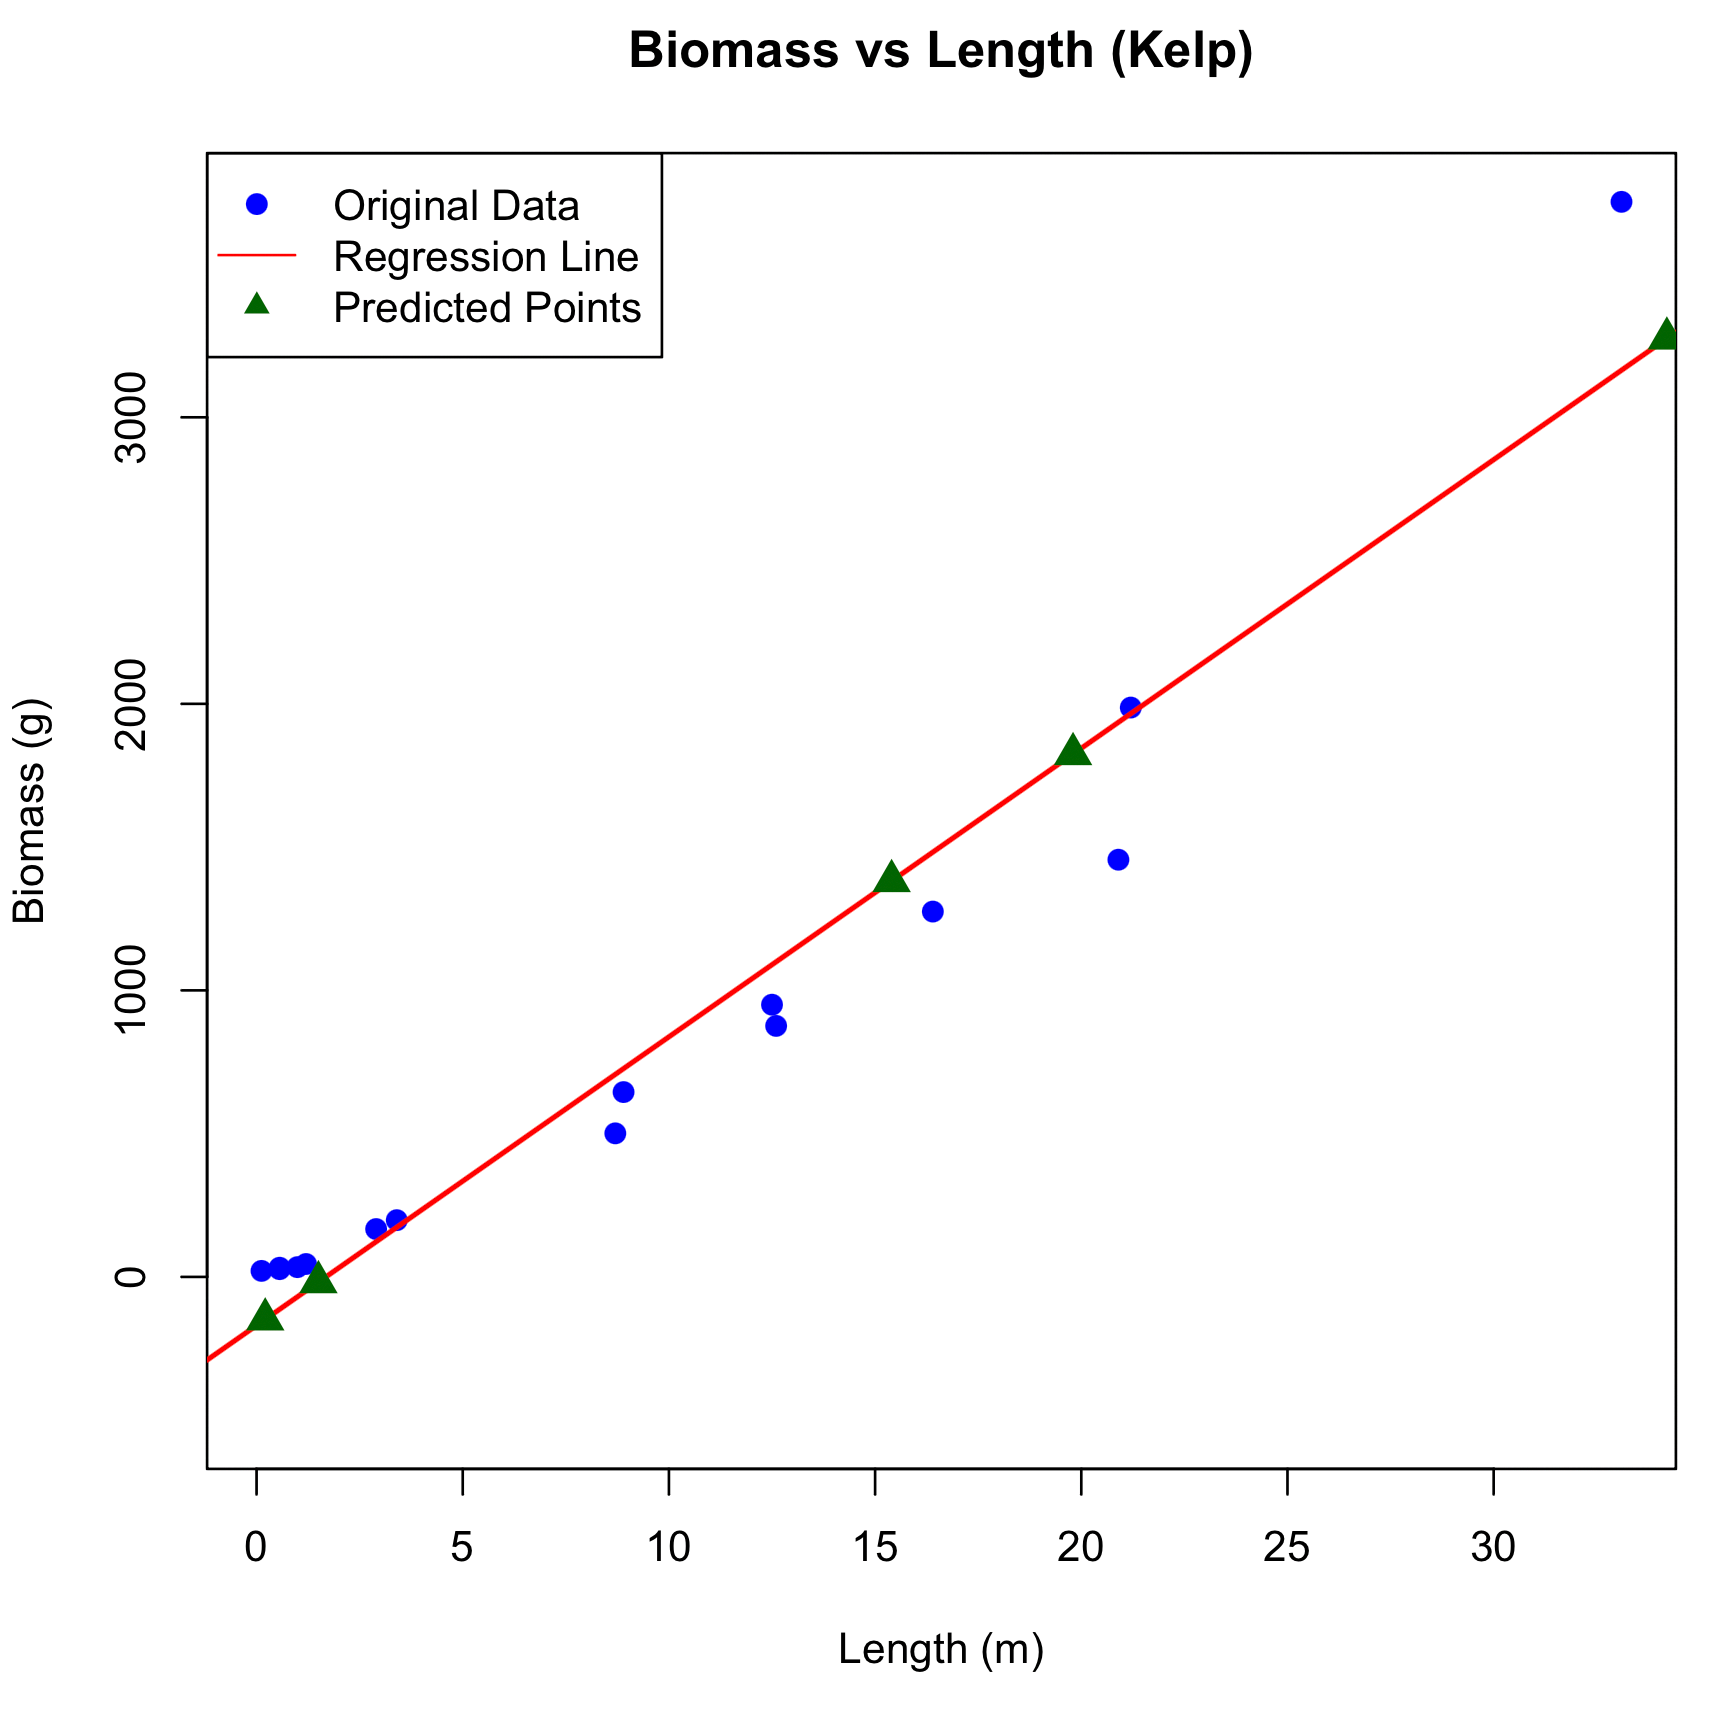 Biomass vs Length (Kelp)
Original Data
Regression Line
Predicted Points
3000
2000
1000
0
Biomass (g)
0 5 10 15 20 25 30
Length (m)